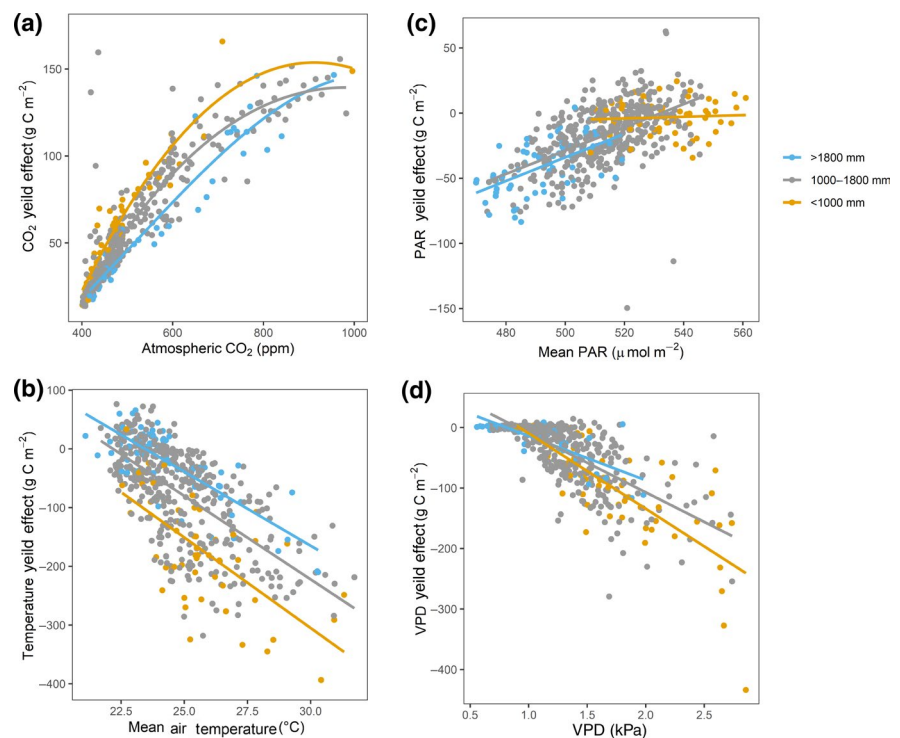 (a)
CO₂ yeild effect (g C m⁻²)
150
100
50
400 600 800 1000
Atmospheric CO₂ (ppm)
(c)
PAR yeild effect (g C m⁻²)
50
0
−50
−100
−150
480 500 520 540 560
Mean PAR (μ mol m⁻²)
>1800 mm
1000–1800 mm
<1000 mm
(b)
Temperature yeild effect (g C m⁻²)
100
0
−100
−200
−300
−400
22.5 25.0 27.5 30.0
Mean air temperature (°C)
(d)
VPD yeild effect (g C m⁻²)
0
−100
−200
−300
−400
0.5 1.0 1.5 2.0 2.5
VPD (kPa)